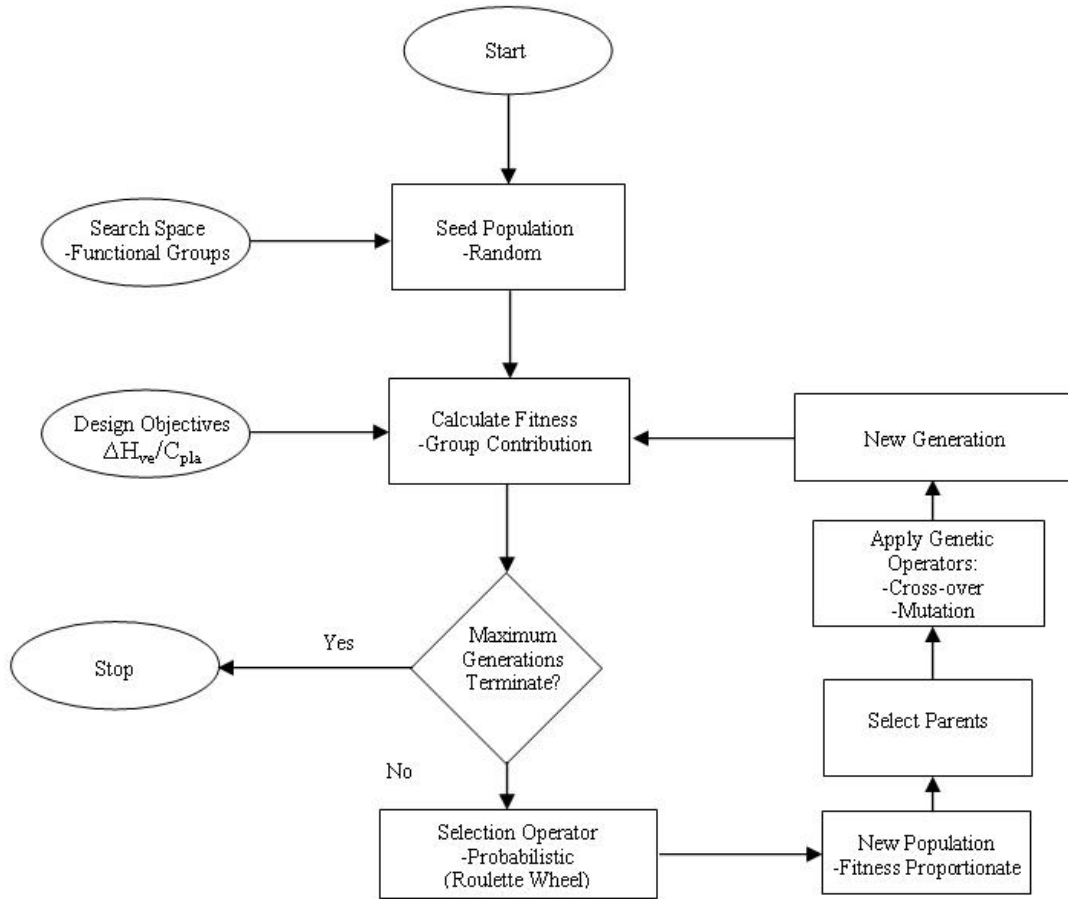 Start
Search Space
-Functional Groups
Seed Population
-Random
Design Objectives
ΔHve/Cpla
Calculate Fitness
-Group Contribution
New Generation
Apply Genetic
Operators:
-Cross-over
-Mutation
Yes
Maximum
Generations
Terminate?
Stop
Select Parents
No
Selection Operator
-Probabilistic
(Roulette Wheel)
New Population
-Fitness Proportionate